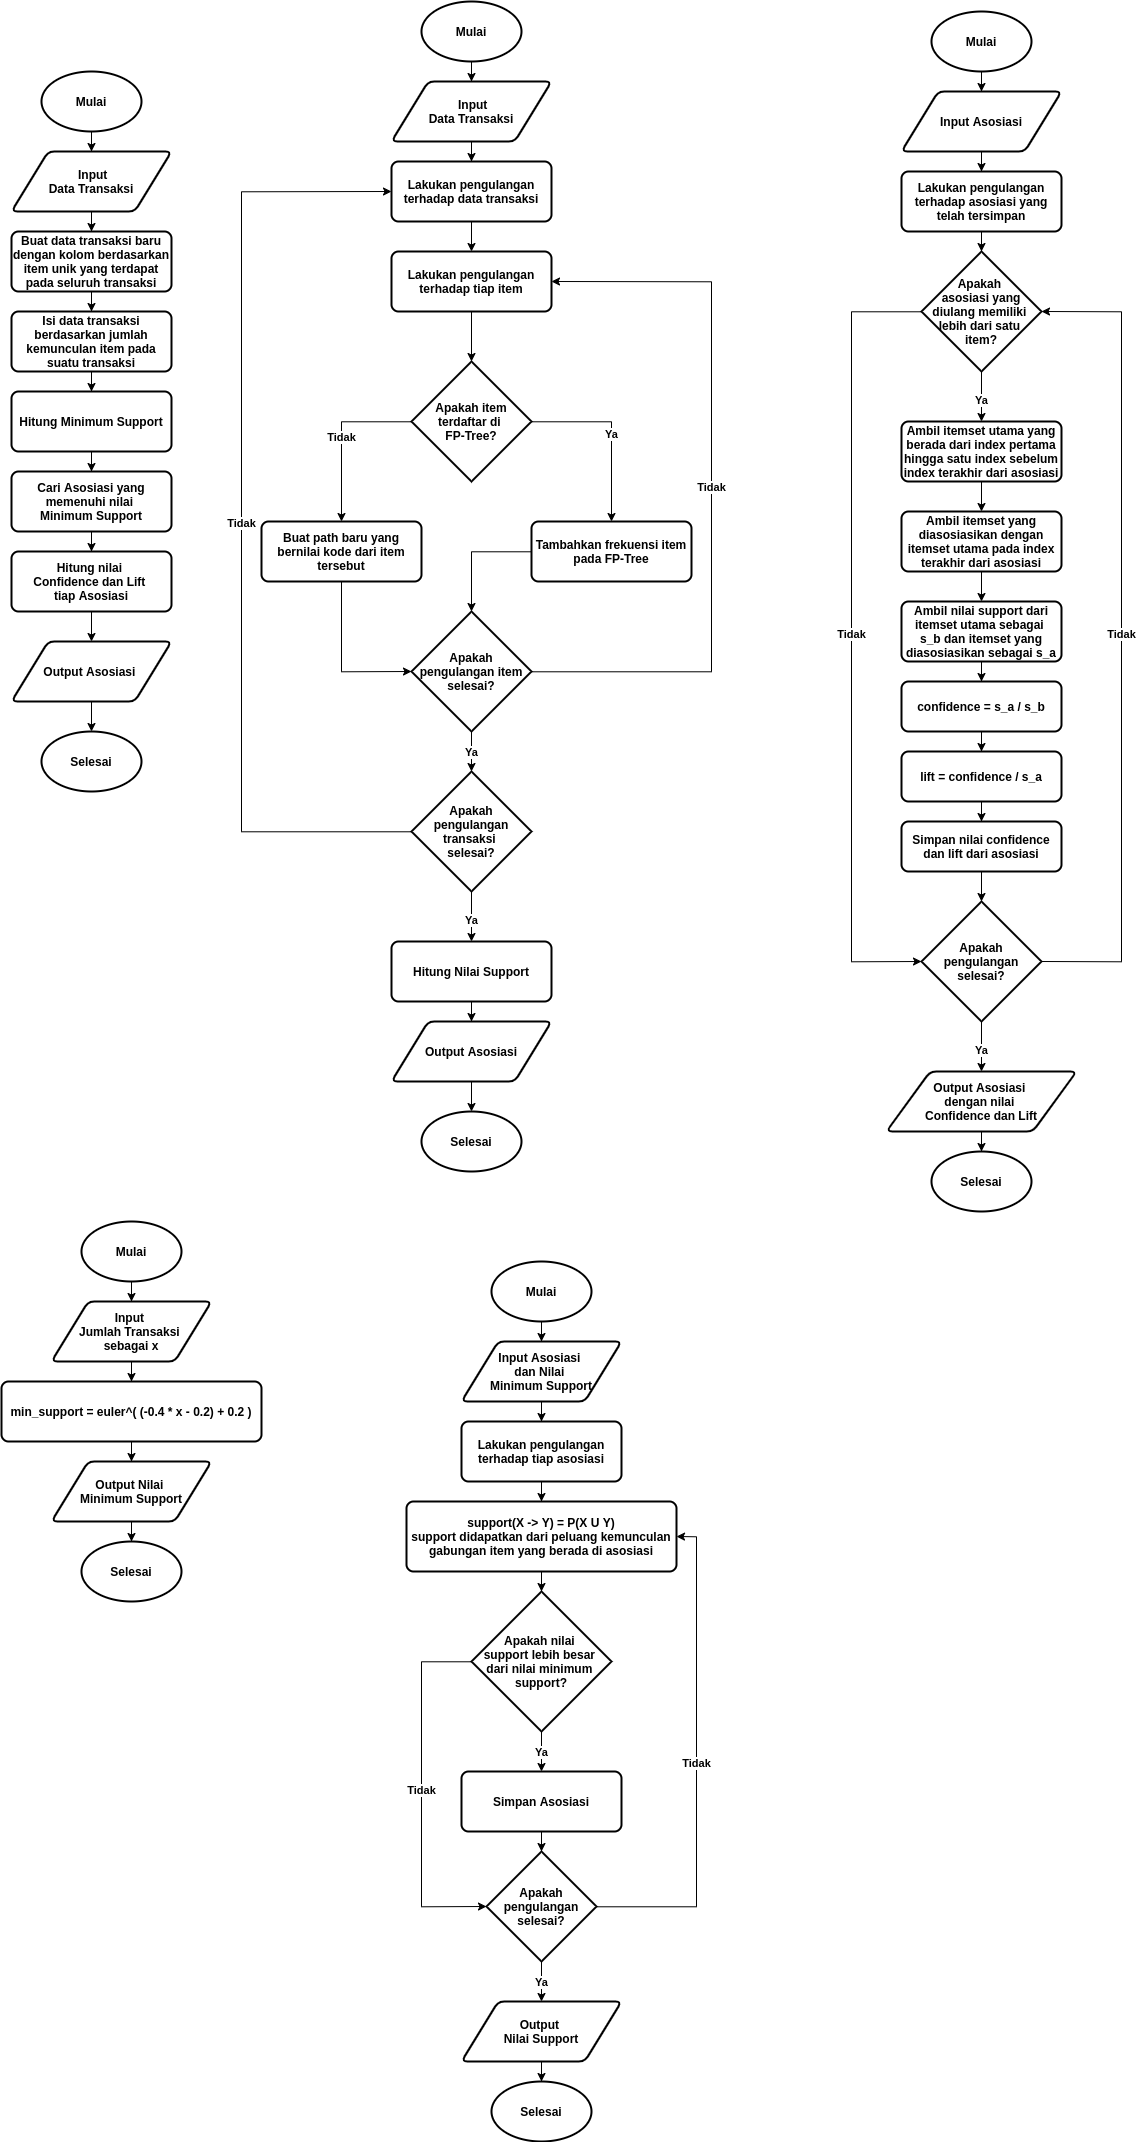 Mulai
Input
Data Transaksi
Buat data transaksi baru
dengan kolom berdasarkan
item unik yang terdapat
pada seluruh transaksi
Isi data transaksi
berdasarkan jumlah
kemunculan item pada
suatu transaksi
Hitung Minimum Support
Cari Asosiasi yang
memenuhi nilai
Minimum Support
Hitung nilai
Confidence dan Lift
tiap Asosiasi
Output Asosiasi
Selesai
Mulai
Input
Data Transaksi
Lakukan pengulangan
terhadap data transaksi
Lakukan pengulangan
terhadap tiap item
Apakah item
terdaftar di
FP-Tree?
Tidak
Ya
Buat path baru yang
bernilai kode dari item
tersebut
Tambahkan frekuensi item
pada FP-Tree
Tidak
Tidak
Apakah
pengulangan item
selesai?
Ya
Apakah
pengulangan
transaksi
selesai?
Ya
Hitung Nilai Support
Output Asosiasi
Selesai
Mulai
Input Asosiasi
Lakukan pengulangan
terhadap asosiasi yang
telah tersimpan
Apakah
asosiasi yang
diulang memiliki
lebih dari satu
item?
Ya
Ambil itemset utama yang
berada dari index pertama
hingga satu index sebelum
index terakhir dari asosiasi
Ambil itemset yang
diasosiasikan dengan
itemset utama pada index
terakhir dari asosiasi
Ambil nilai support dari
itemset utama sebagai
s_b dan itemset yang
diasosiasikan sebagai s_a
Tidak
Tidak
confidence = s_a / s_b
lift = confidence / s_a
Simpan nilai confidence
dan lift dari asosiasi
Apakah
pengulangan
selesai?
Ya
Output Asosiasi
dengan nilai
Confidence dan Lift
Selesai
Mulai
Input
Jumlah Transaksi
sebagai x
min_support = euler^( (-0.4 * x - 0.2) + 0.2 )
Output Nilai
Minimum Support
Selesai
Mulai
Input Asosiasi
dan Nilai
Minimum Support
Lakukan pengulangan
terhadap tiap asosiasi
support(X -> Y) = P(X U Y)
support didapatkan dari peluang kemunculan
gabungan item yang berada di asosiasi
Apakah nilai
support lebih besar
dari nilai minimum
support?
Ya
Tidak
Tidak
Simpan Asosiasi
Apakah
pengulangan
selesai?
Ya
Output
Nilai Support
Selesai